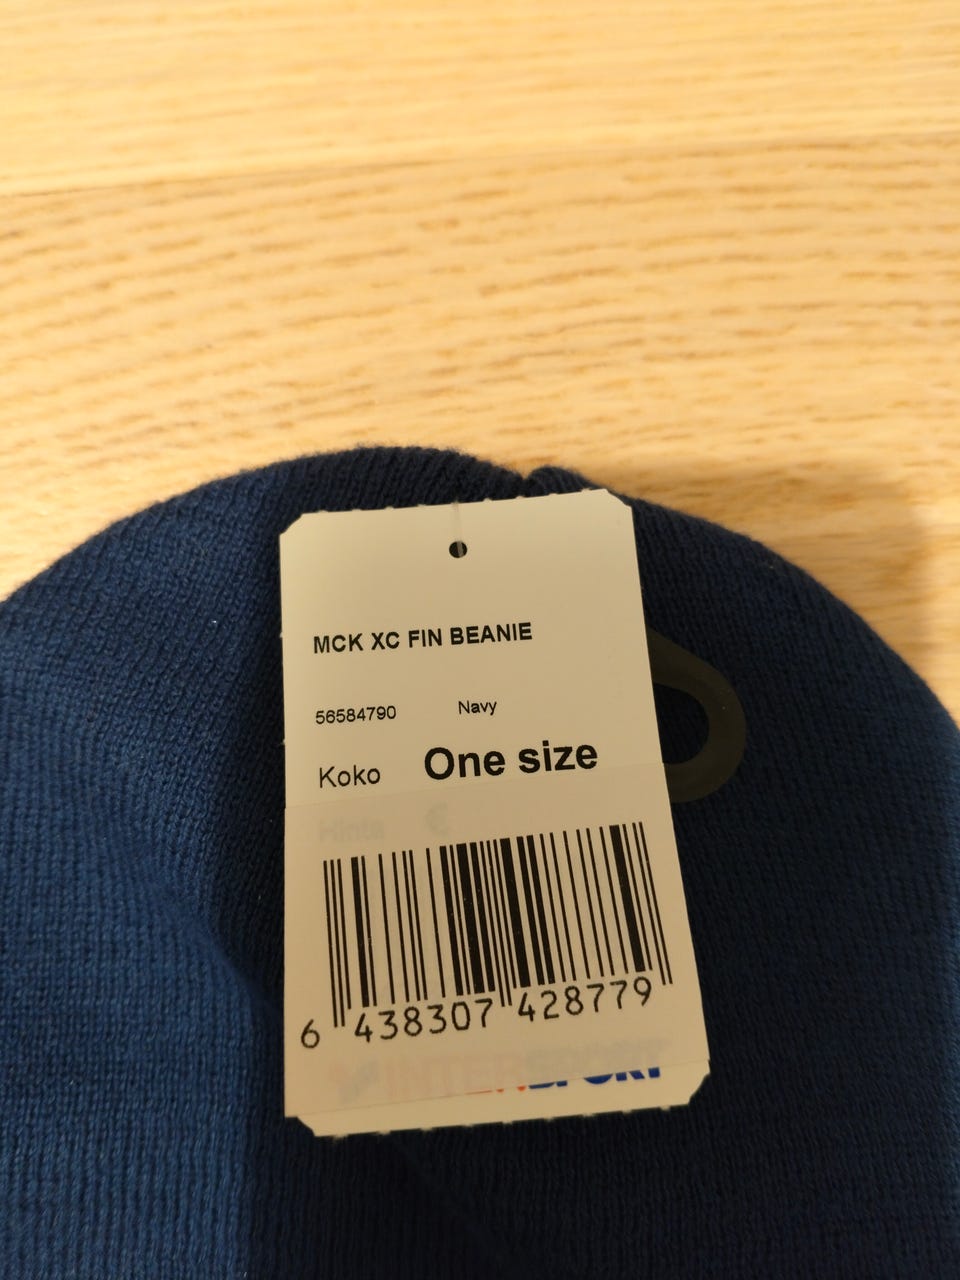 MCK XC FIN BEANIE
56584790 Navy
Koko One size
Hinta €
6 438307 428779
INTERSPORT